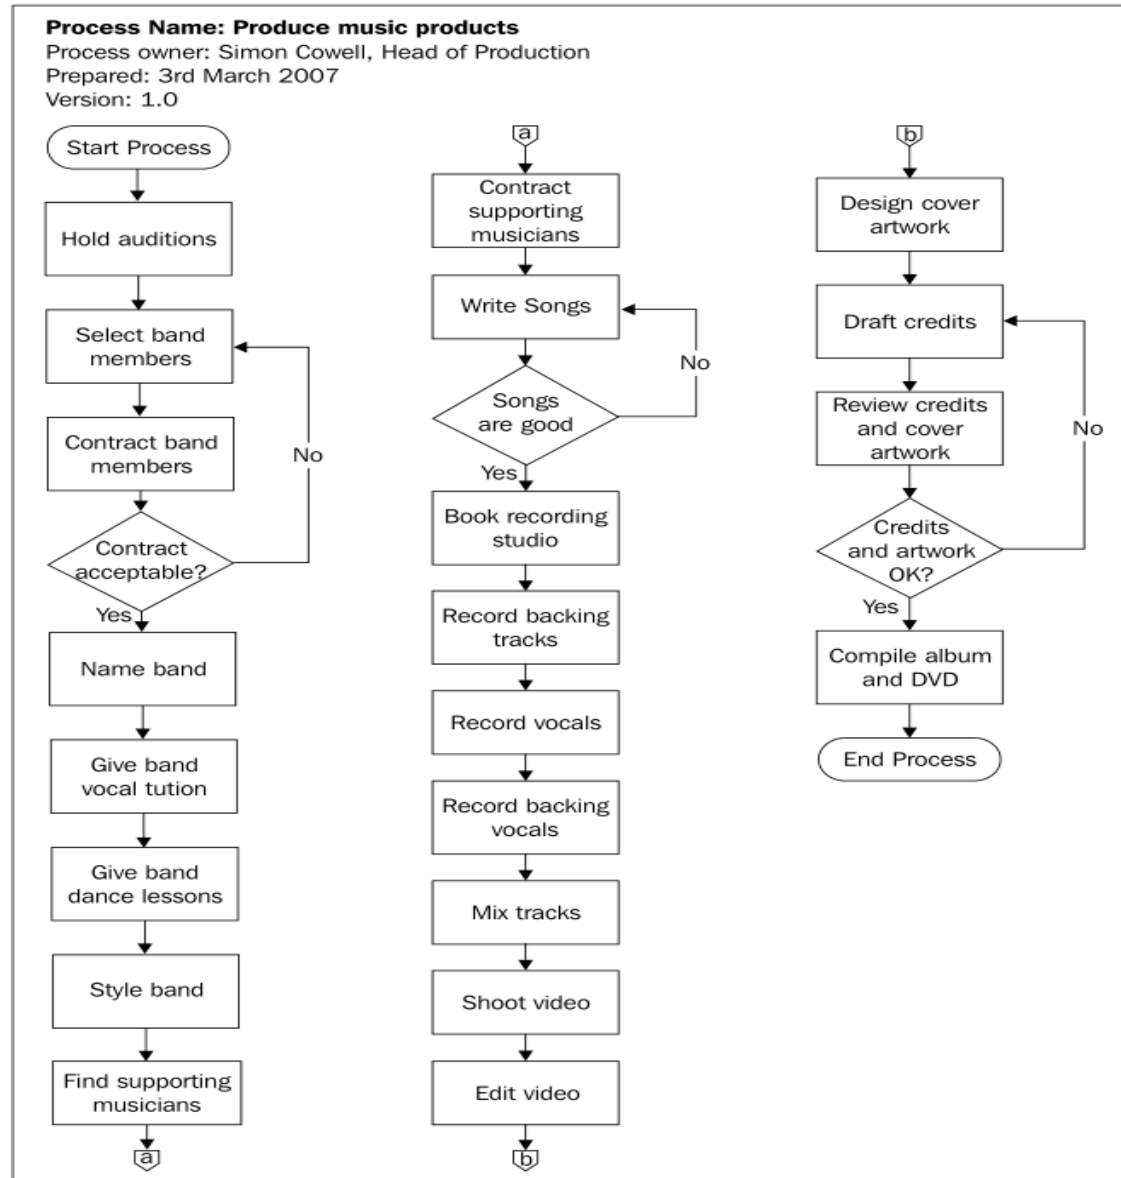 Process Name: Produce music products
Process owner: Simon Cowell, Head of Production
Prepared: 3rd March 2007
Version: 1.0
Start Process
Hold auditions
Select band
members
Contract band
members
No
Contract
acceptable?
Yes
Name band
Give band
vocal tution
Give band
dance lessons
Style band
Find supporting
musicians
a
a
Contract
supporting
musicians
Write Songs
No
Songs
are good
Yes
Book recording
studio
Record backing
tracks
Record vocals
Record backing
vocals
Mix tracks
Shoot video
Edit video
b
b
Design cover
artwork
Draft credits
Review credits
and cover
artwork
No
Credits
and artwork
OK?
Yes
Compile album
and DVD
End Process